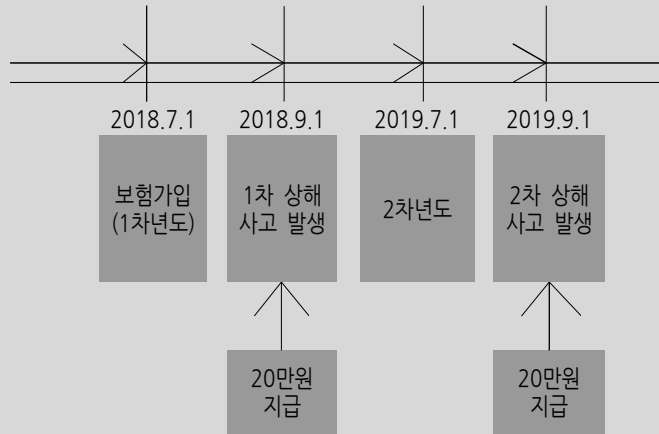 2018.7.1 2018.9.1 2019.7.1 2019.9.1
보험가입
(1차년도)
1차 상해
사고 발생
2차년도
2차 상해
사고 발생
20만원
지급
20만원
지급